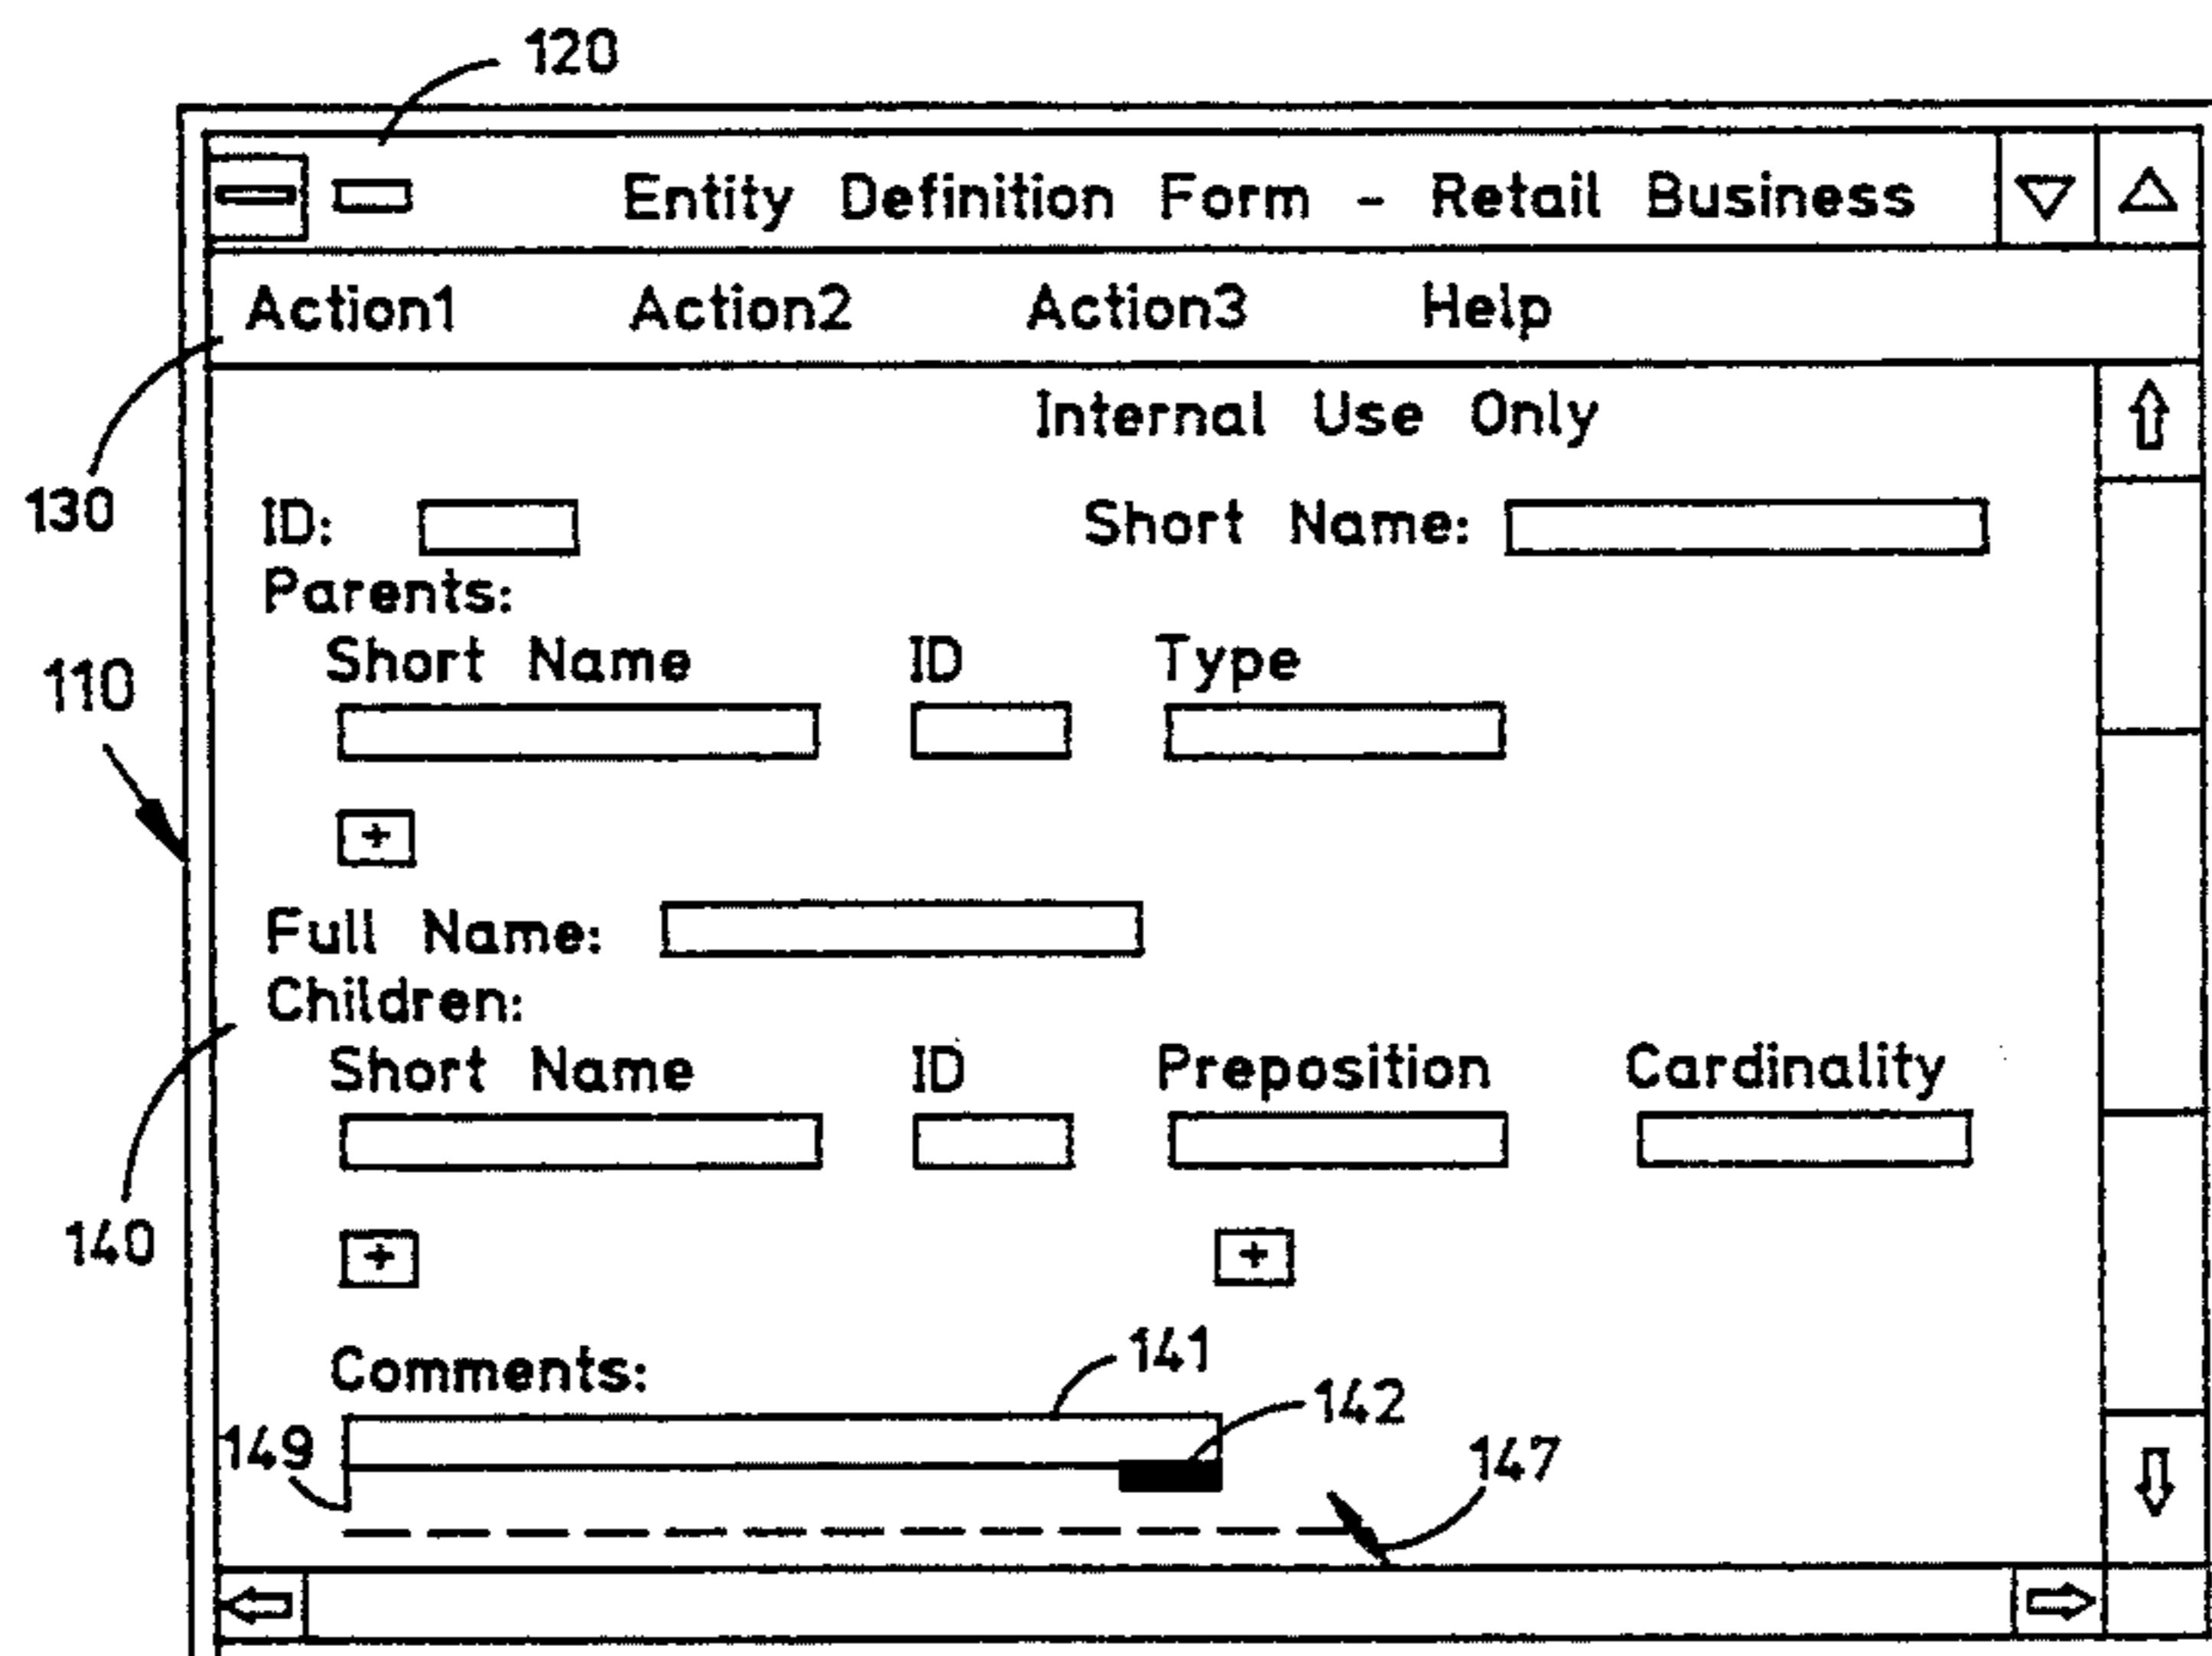 120
Entity Definition Form - Retail Business
Action1 Action2 Action3 Help
130
Internal Use Only
ID: Short Name:
Parents:
110
Short Name ID Type
+
Full Name:
Children:
140
Short Name ID Preposition Cardinality
+ +
Comments:
141
142
149
147